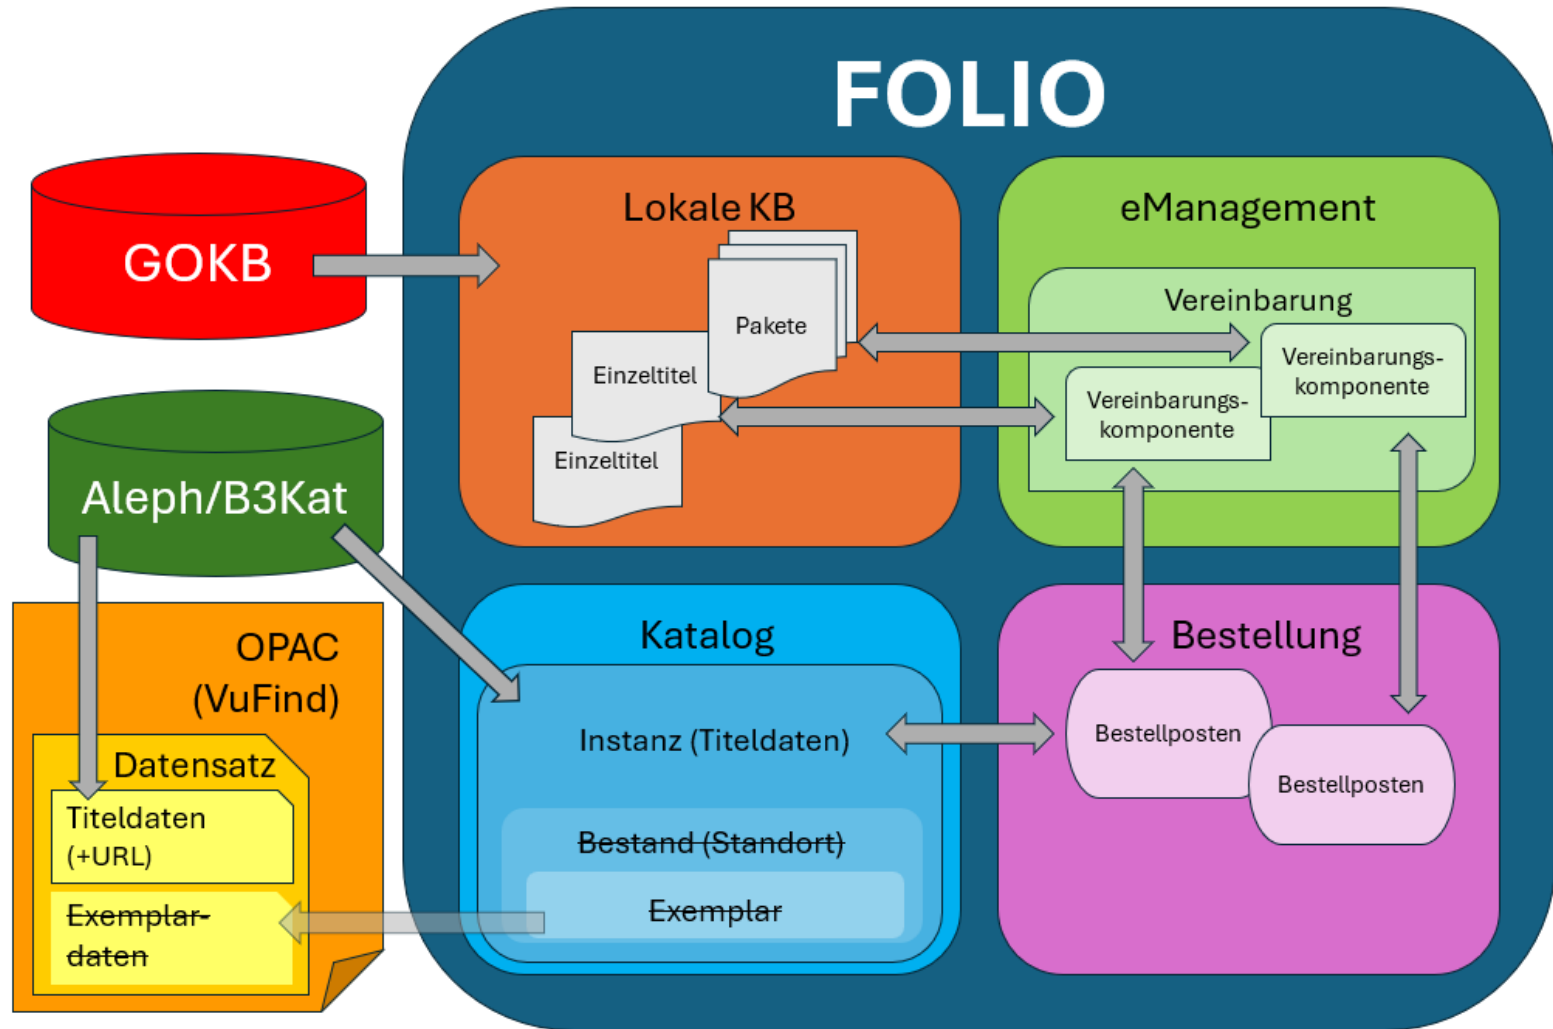 FOLIO
GOKB
Lokale KB
Pakete
Einzeltitel
Einzeltitel
eManagement
Vereinbarung
Vereinbarungs-
komponente
Vereinbarungs-
komponente
Aleph/B3Kat
OPAC
(VuFind)
Datensatz
Titeldaten
(+URL)
Exemplar-
daten
Katalog
Instanz (Titeldaten)
Bestand (Standort)
Exemplar
Bestellung
Bestellposten
Bestellposten